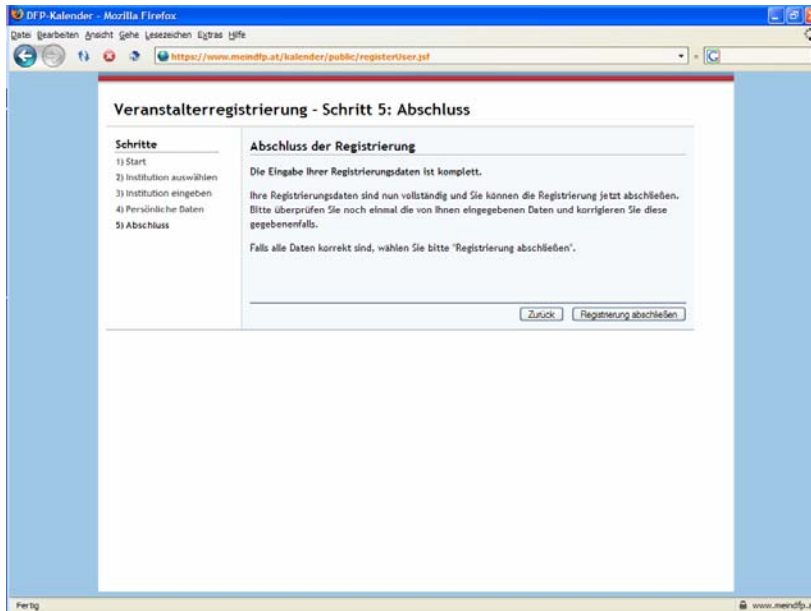 DFP-Kalender - Mozilla Firefox
Datei Bearbeiten Ansicht Gehe Lesezeichen Extras Hilfe
https://www.meindfp.at/kalender/public/registerUser.jsf
Veranstalterregistrierung - Schritt 5: Abschluss
Schritte
1) Start
2) Institution auswählen
3) Institution eingeben
4) Persönliche Daten
5) Abschluss
Abschluss der Registrierung
Die Eingabe Ihrer Registrierungsdaten ist komplett.
Ihre Registrierungsdaten sind nun vollständig und Sie können die Registrierung jetzt abschließen.
Bitte überprüfen Sie noch einmal die von Ihnen eingegebenen Daten und korrigieren Sie diese
gegebenenfalls.
Falls alle Daten korrekt sind, wählen Sie bitte "Registrierung abschließen".
Zurück Registrierung abschließen
Fertig
www.meindfp.a